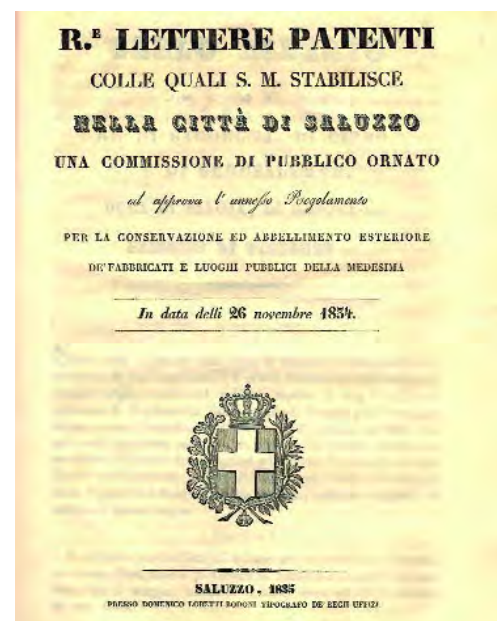 R.E LETTERE PATENTI
COLLE QUALI S. M. STABILISCE
NELLA CITTÀ DI SALUZZO
UNA COMMISSIONE DI PUBBLICO ORNATO
ed approva l' annesso Regolamento
PER LA CONSERVAZIONE ED ABBELLIMENTO ESTERIORE
DE' FABBRICATI E LUOGHI PUBBLICI DELLA MEDESIMA
In data delli 26 novembre 1834.
SALUZZO. 1835
PRESSO DOMENICO LOBETTI BODONI TIPOGRAFO DE' REGII UFFIZI